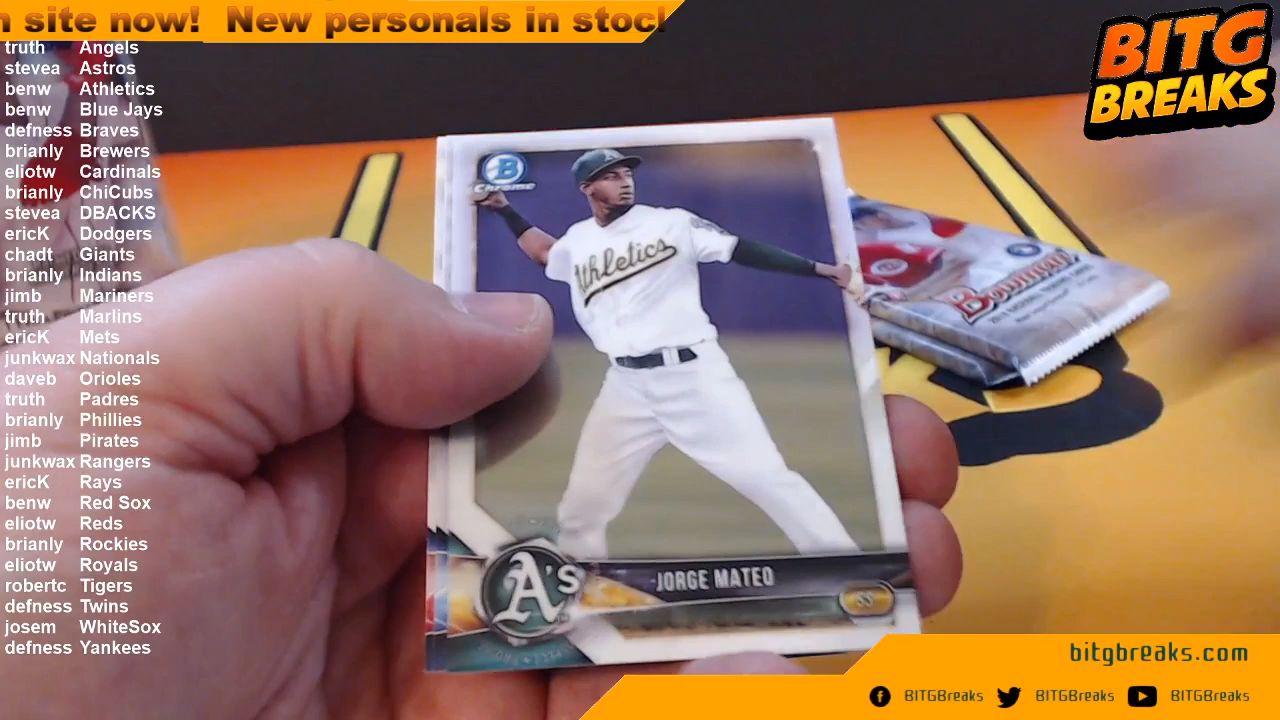 n site now!  New personals in stock
BITG
BREAKS
truth Angels
stevea Astros
benw Athletics
benw Blue Jays
defness Braves
brianly Brewers
eliotw Cardinals
brianly ChiCubs
stevea DBACKS
ericK Dodgers
chadt Giants
brianly Indians
jimb Mariners
truth Marlins
ericK Mets
junkwax Nationals
daveb Orioles
truth Padres
brianly Phillies
jimb Pirates
junkwax Rangers
ericK Rays
benw Red Sox
eliotw Reds
brianly Rockies
eliotw Royals
robertc Tigers
defness Twins
josem WhiteSox
defness Yankees
B
Chrome
A
Athletics
Bowman
A's
JORGE MATEO
SS
bitgbreaks.com
f BITGBreaks
BITGBreaks
BITGBreaks